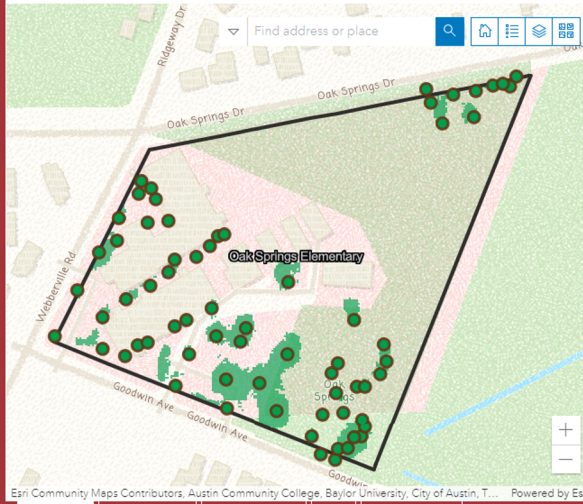 Ridgeway Dr
Find address or place
Oak Springs Dr
Oak Springs Dr
Oak Springs Elementary
Webberville Rd
Oak
Springs
Goodwin Ave
Goodwin Ave
Goodwin
Esri Community Maps Contributors, Austin Community College, Baylor University, City of Austin, T... Powered by Es